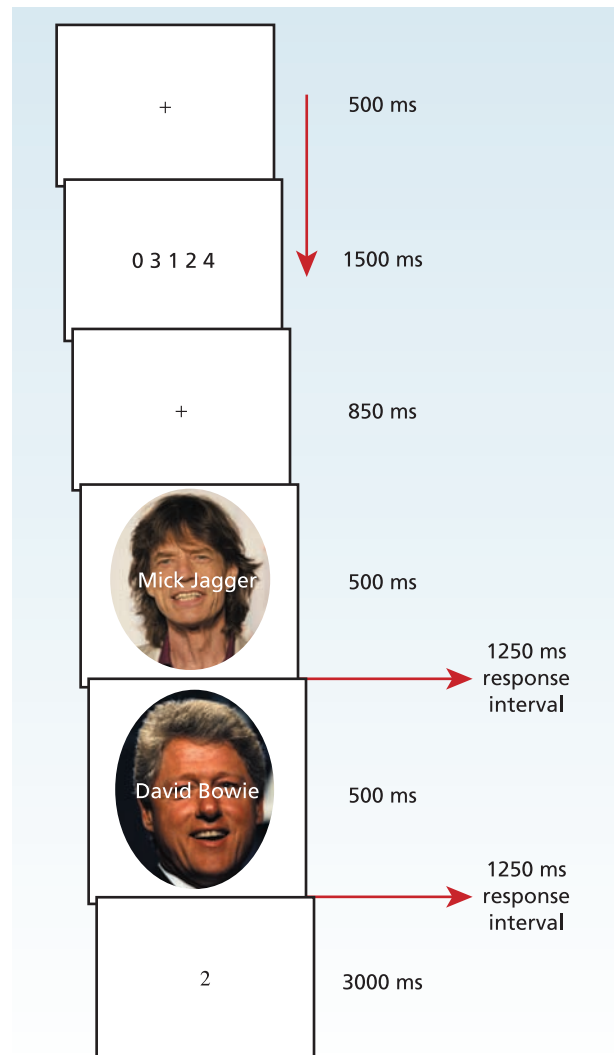 +
500 ms
0 3 1 2 4
1500 ms
+
850 ms
Mick Jagger
500 ms
1250 ms
response
interval
David Bowie
500 ms
1250 ms
response
interval
2
3000 ms